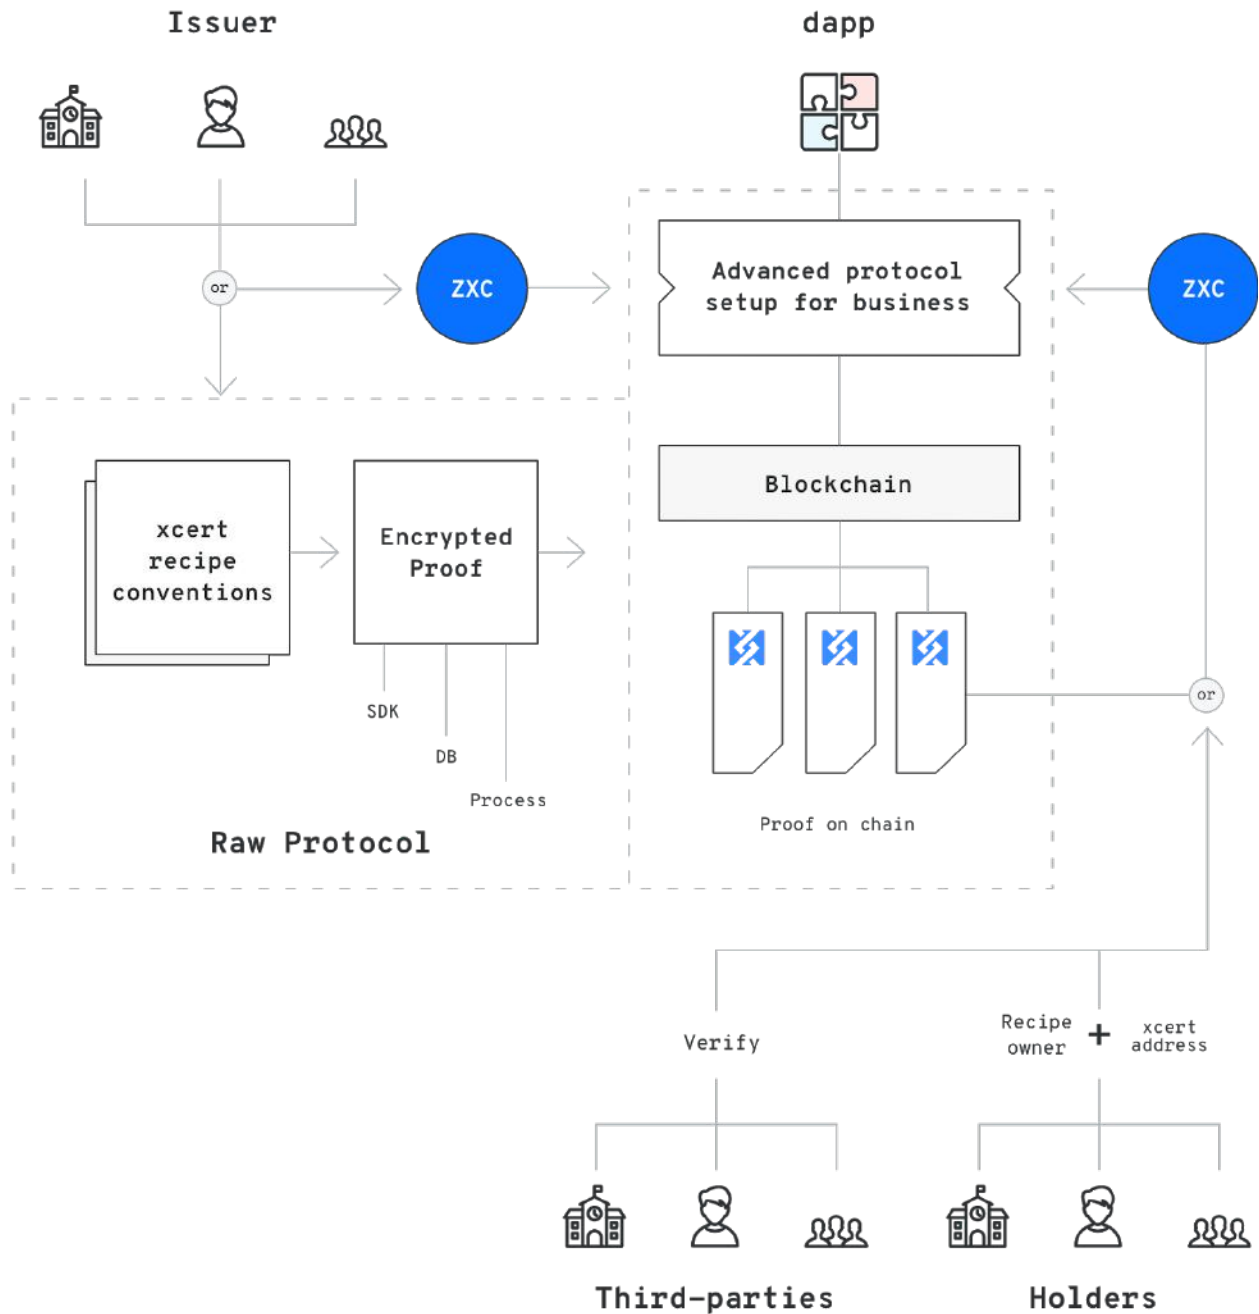 Issuer
dapp
or
ZXC
Advanced protocol
setup for business
ZXC
xcert
recipe
conventions
Encrypted
Proof
Blockchain
SDK
DB
Process
or
Proof on chain
Raw Protocol
Verify
Recipe
owner
+
xcert
address
Third-parties
Holders